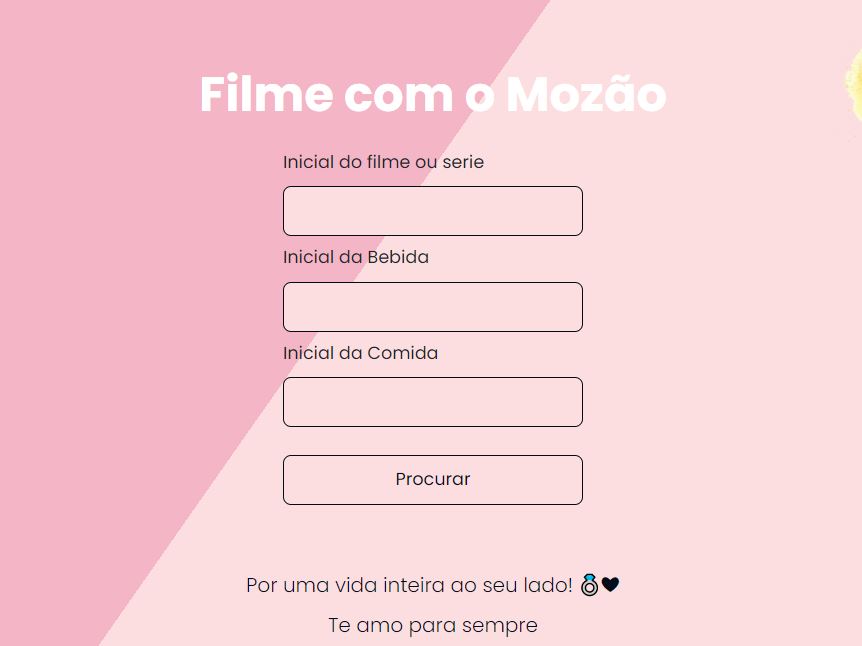 Filme com o Mozão
Inicial do filme ou serie
Inicial da Bebida
Inicial da Comida
Procurar
Por uma vida inteira ao seu lado! 💍🖤
Te amo para sempre